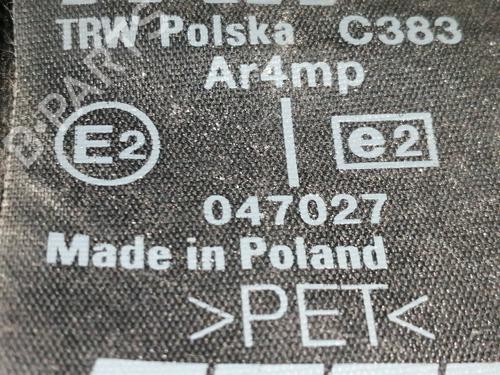 TRW Polska C383
Ar4mp
E2 e2
047027
Made in Poland
>PET<